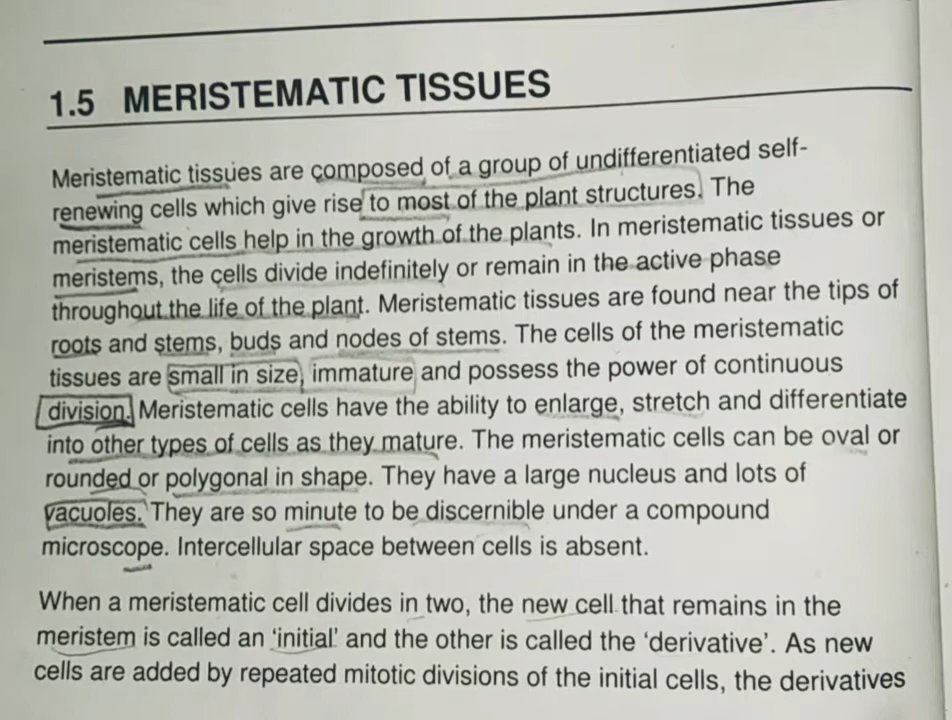 1.5 MERISTEMATIC TISSUES
Meristematic tissues are composed of a group of undifferentiated self-
renewing cells which give rise to most of the plant structures. The
meristematic cells help in the growth of the plants. In meristematic tissues or
meristems, the cells divide indefinitely or remain in the active phase
throughout the life of the plant. Meristematic tissues are found near the tips of
roots and stems, buds and nodes of stems. The cells of the meristematic
tissues are small in size, immature and possess the power of continuous
division. Meristematic cells have the ability to enlarge, stretch and differentiate
into other types of cells as they mature. The meristematic cells can be oval or
rounded or polygonal in shape. They have a large nucleus and lots of
vacuoles. They are so minute to be discernible under a compound
microscope. Intercellular space between cells is absent.
When a meristematic cell divides in two, the new cell that remains in the
meristem is called an 'initial' and the other is called the 'derivative'. As new
cells are added by repeated mitotic divisions of the initial cells, the derivatives